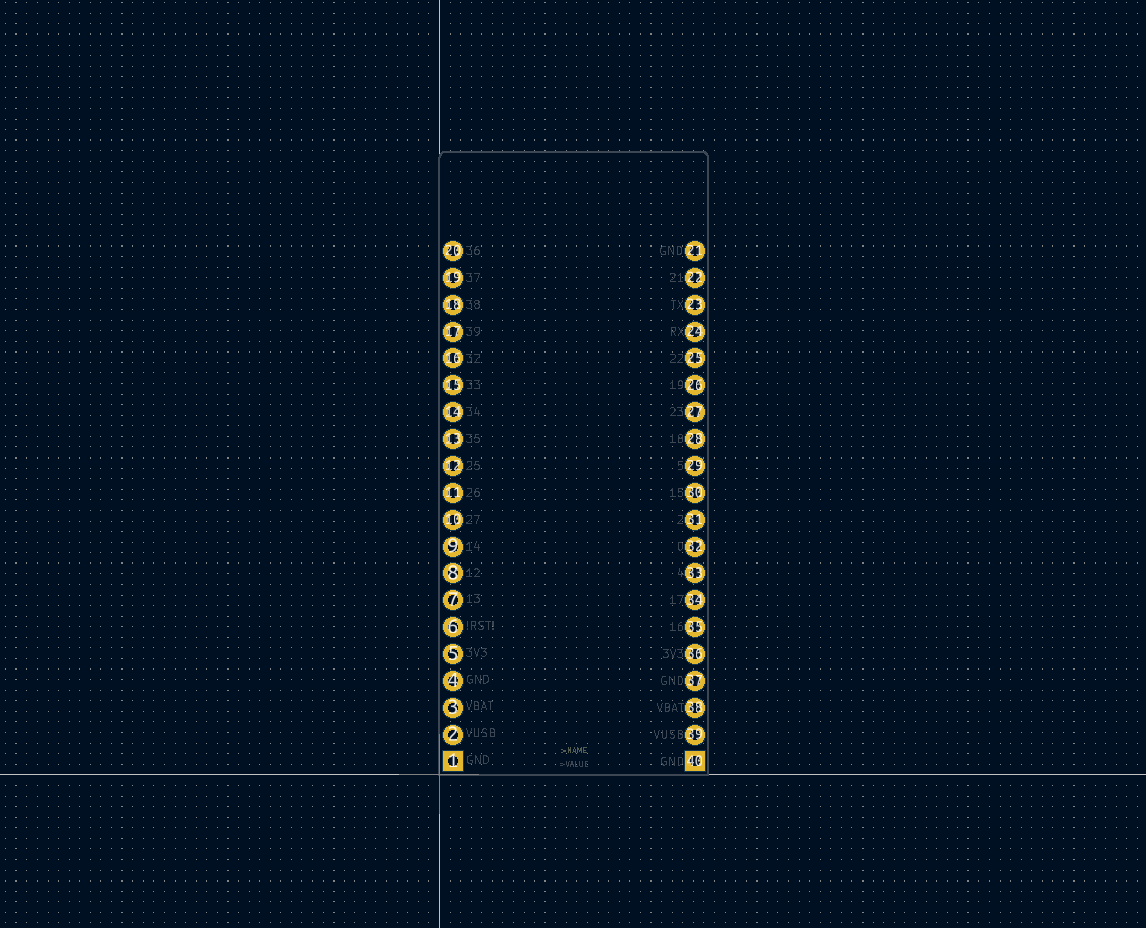 20 36 GND 21
19 37 21 22
18 38 TX 23
17 39 RX 24
16 32 22 25
15 33 19 26
14 34 23 27
13 35 18 28
12 25 5 29
11 26 30
10 27 2 31
9 14 0 32
8 12 4 33
7 13 17 34
6 !RST! 16 35
5 3V3 3V3 36
4 GND GND 37
3 VBAT VBAT 38
2 VUSB VUSB 39
>NAME
1 GND >VALUE GND 40